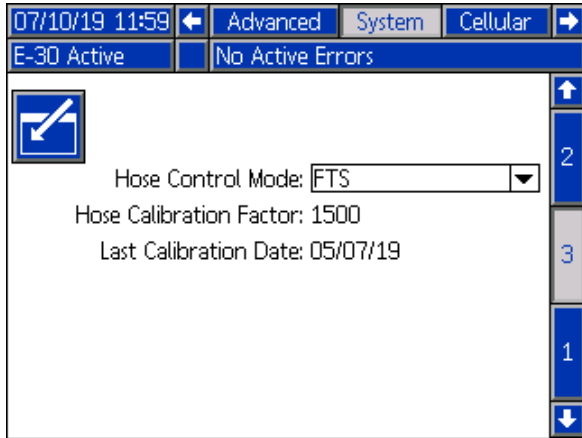 07/10/19 11:59 Advanced System Cellular
E-30 Active No Active Errors
2
Hose Control Mode: FTS
Hose Calibration Factor: 1500
Last Calibration Date: 05/07/19
3
1